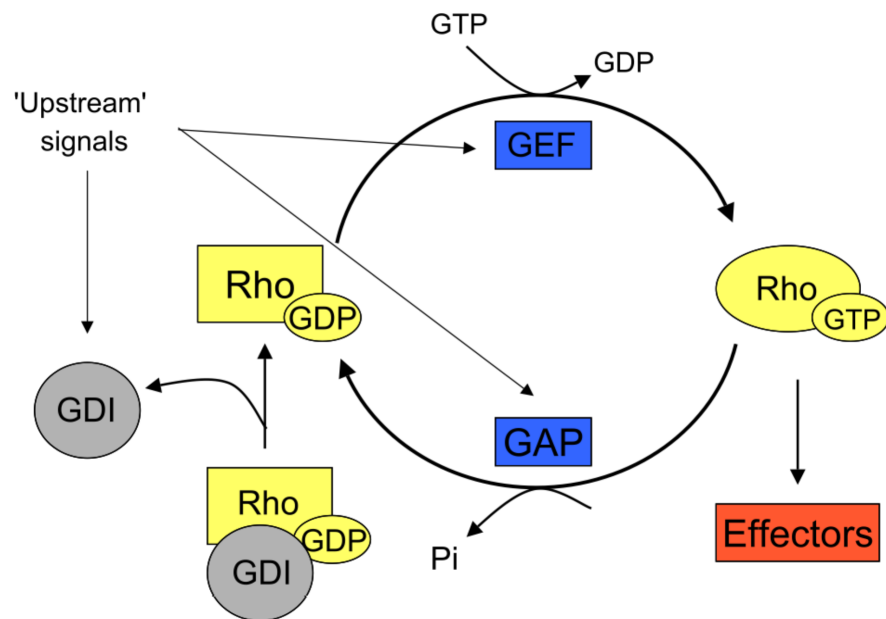 GTP
GDP
'Upstream'
signals
GEF
Rho
GDP
Rho
GTP
GDI
GAP
Rho
GDP
GDI
Pi
Effectors